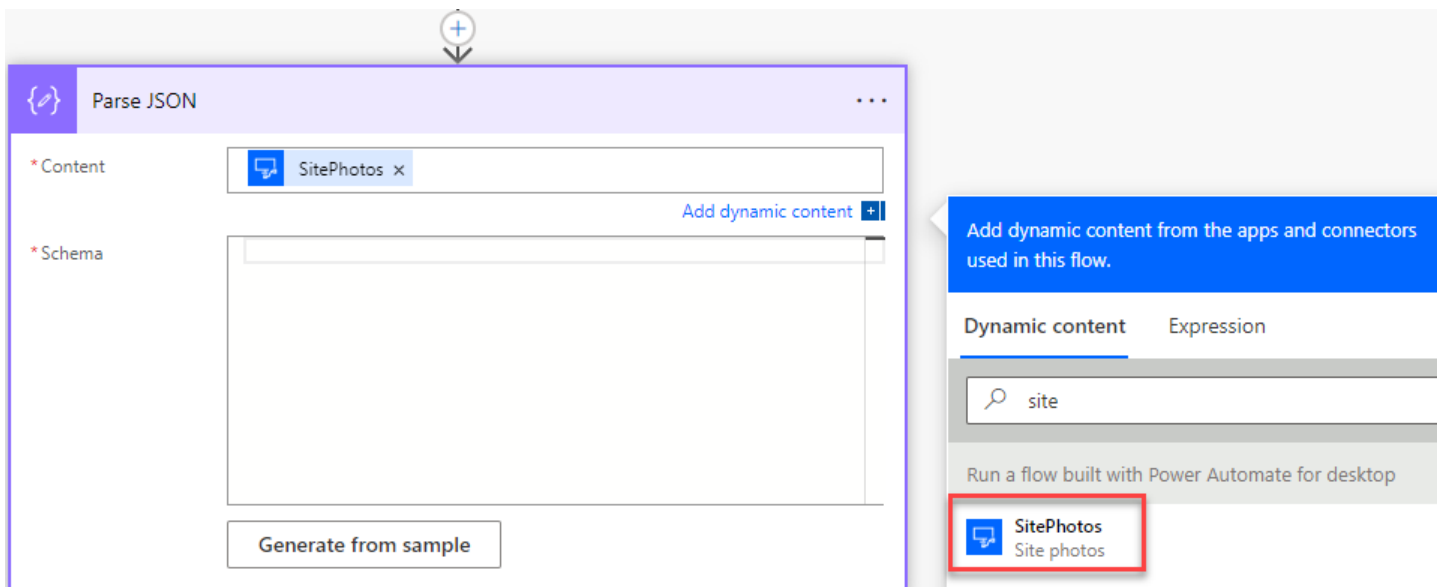 Parse JSON
...
*Content
SitePhotos ×
Add dynamic content
*Schema
Generate from sample
Add dynamic content from the apps and connectors
used in this flow.
Dynamic content Expression
site
Run a flow built with Power Automate for desktop
SitePhotos
Site photos